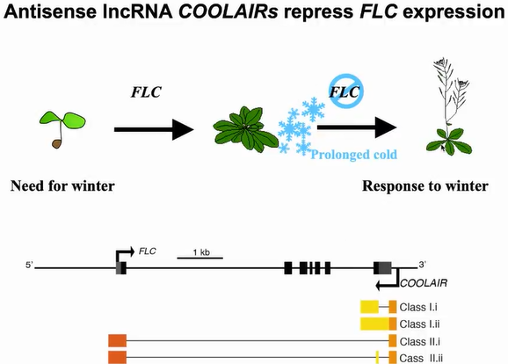 Antisense lncRNA COOLAIRs repress FLC expression
FLC
FLC
Prolonged cold
Need for winter
Response to winter
5'
FLC
1 kb
3'
COOLAIR
Class I.i
Class I.ii
Class II.i
Cass II.ii